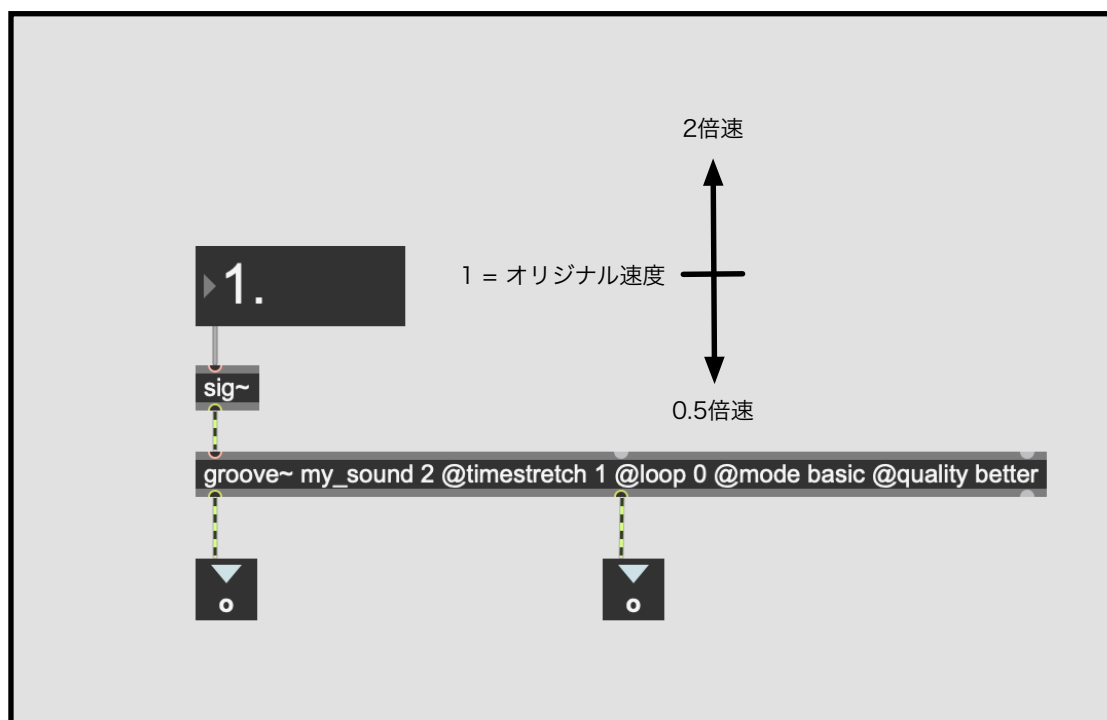 2倍速
1.
1 = オリジナル速度
sig~
0.5倍速
groove~ my_sound 2 @timestretch 1 @loop 0 @mode basic @quality better
o
o